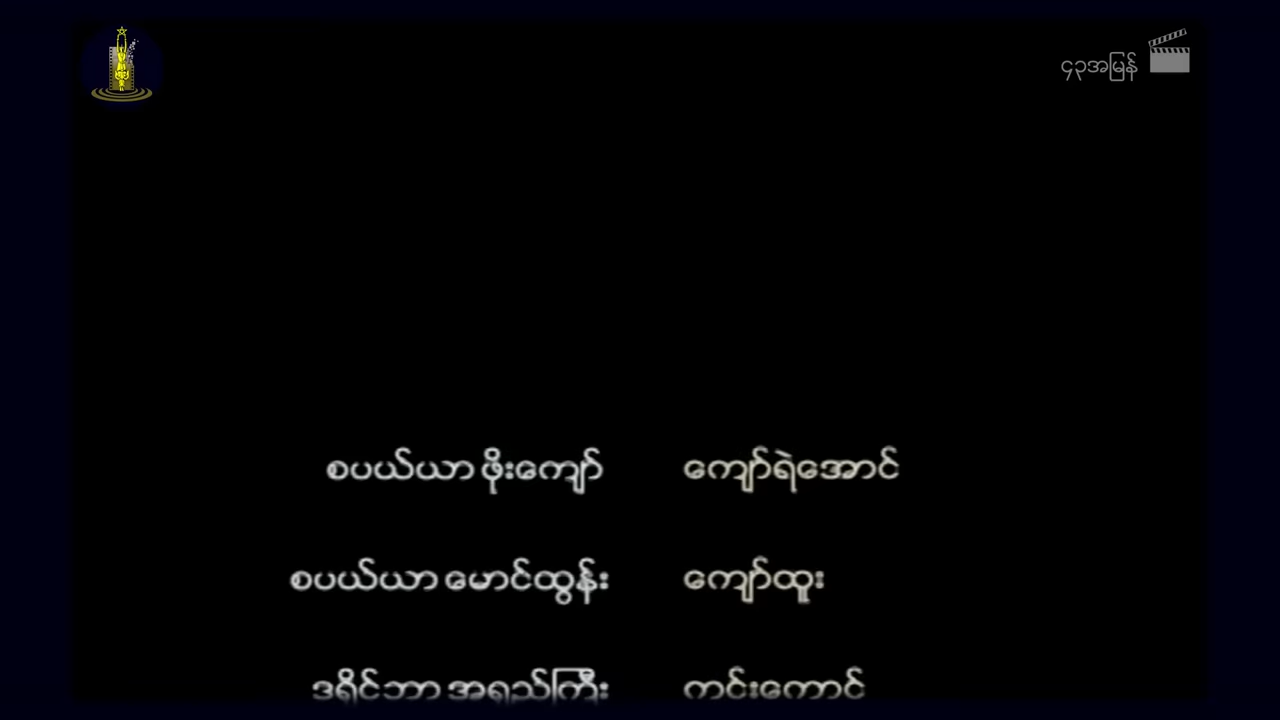 ၄၃အမြန်
စပယ်ယာ ဖိုးကျော် ကျော်ရဲအောင်
စပယ်ယာ မောင်ထွန်း ကျော်ထူး
ဒရိုင်ဘာ အရှည်ကြီး ကင်းကောင်